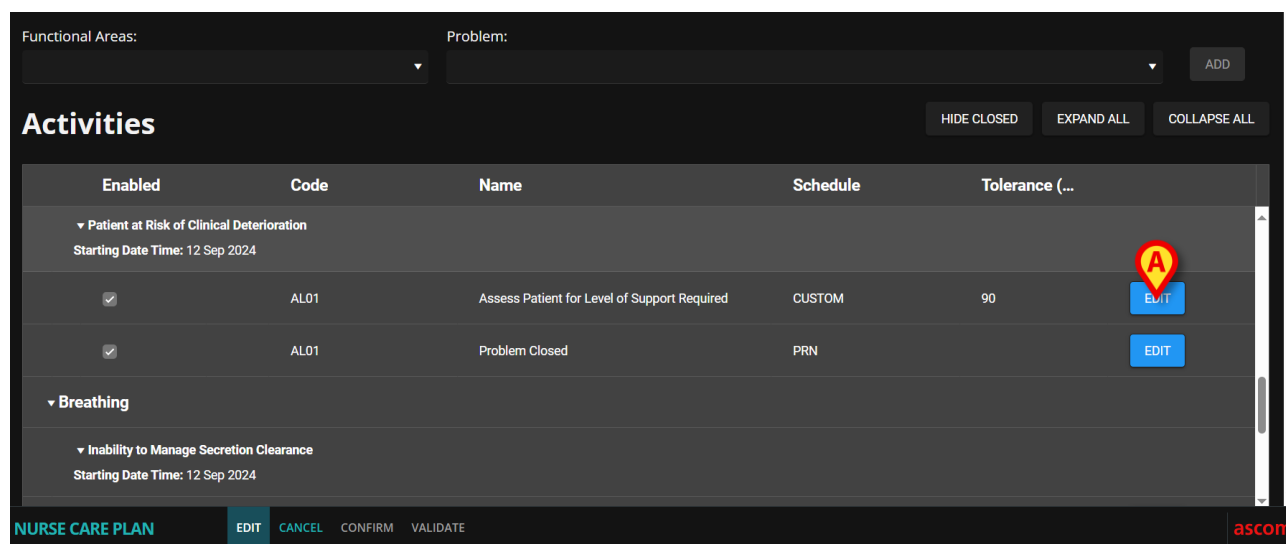 Functional Areas: Problem:
ADD
Activities HIDE CLOSED EXPAND ALL COLLAPSE ALL
Enabled Code Name Schedule Tolerance (...
Patient at Risk of Clinical Deterioration
Starting Date Time: 12 Sep 2024
A
AL01 Assess Patient for Level of Support Required CUSTOM 90 EDIT
AL01 Problem Closed PRN EDIT
Breathing
Inability to Manage Secretion Clearance
Starting Date Time: 12 Sep 2024
NURSE CARE PLAN EDIT CANCEL CONFIRM VALIDATE ascom